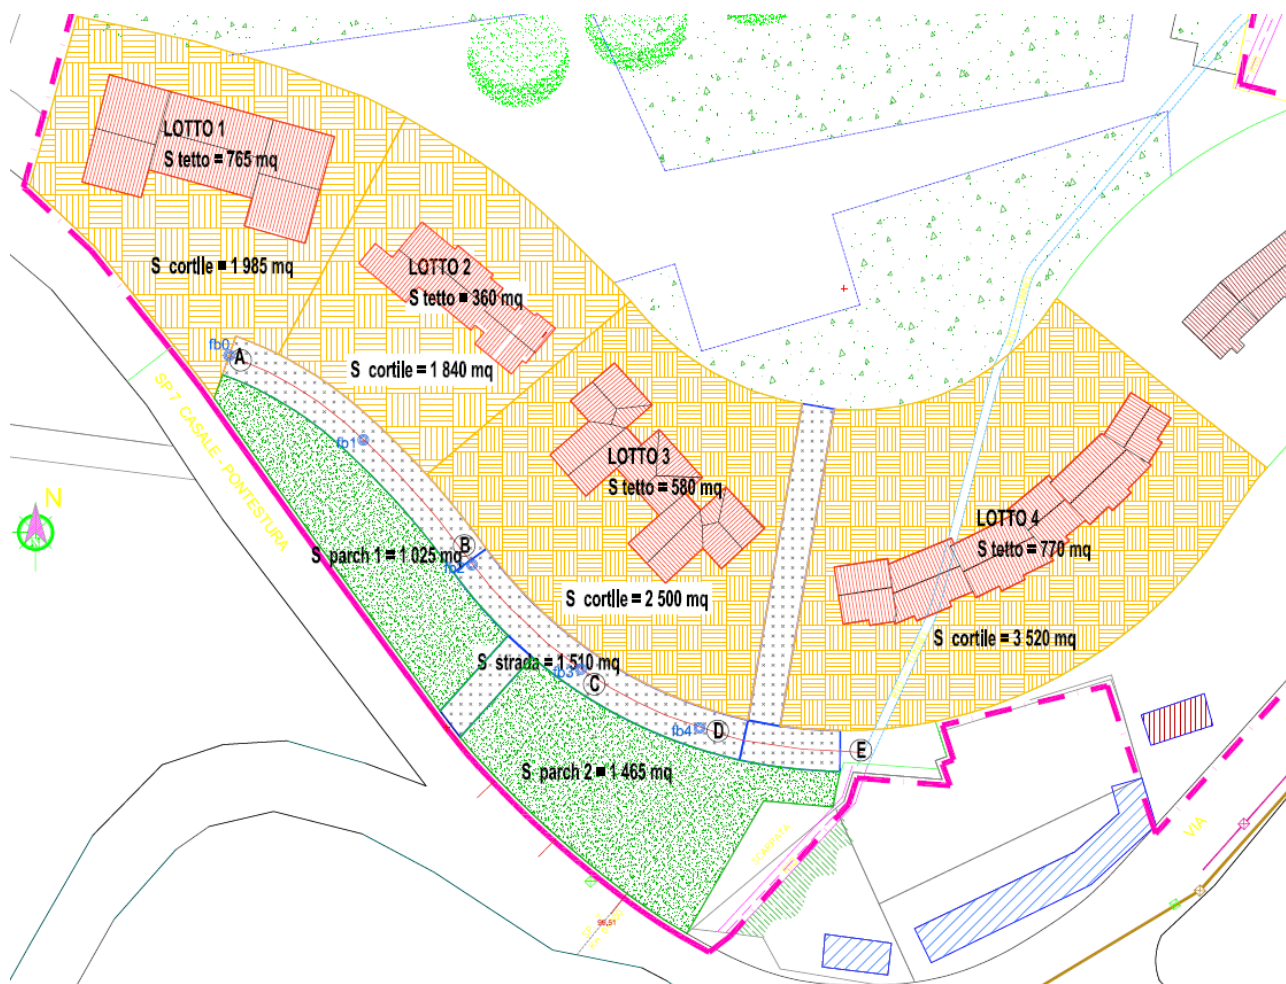 LOTTO 1
S tetto = 765 mq
S cortile = 1 985 mq
LOTTO 2
S tetto = 360 mq
S cortile = 1 840 mq
fb0
A
SP 7 CASALE - PONTESTURA
fb1
LOTTO 3
S tetto = 580 mq
N
LOTTO 4
S tetto = 770 mq
B
S parch 1 = 1 025 mq
fb2
S cortile = 2 500 mq
S cortile = 3 520 mq
S strada = 1 510 mq
fb3
C
fb4
D
E
S parch 2 = 1 465 mq
SCARPATA
VIA
98,51